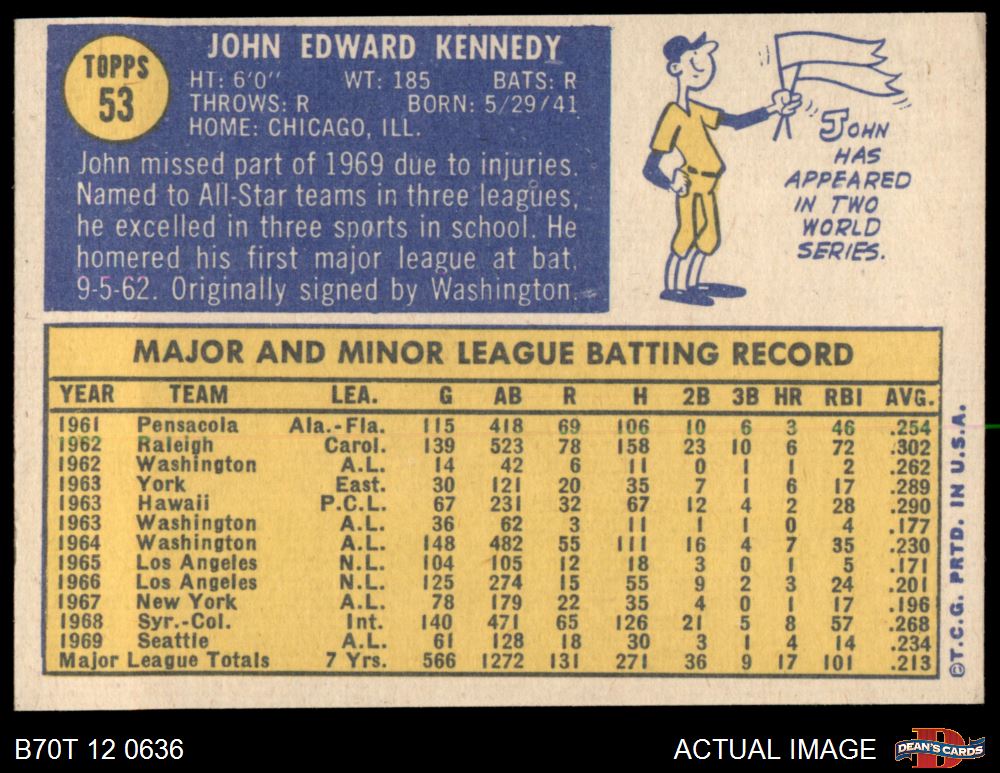 TOPPS
53
JOHN EDWARD KENNEDY
HT: 6'0" WT: 185 BATS: R
THROWS: R BORN: 5/29/41
HOME: CHICAGO, ILL.
John missed part of 1969 due to injuries.
Named to All-Star teams in three leagues,
he excelled in three sports in school. He
homered his first major league at bat,
9-5-62. Originally signed by Washington.
JOHN
HAS
APPEARED
IN TWO
WORLD
SERIES.
MAJOR AND MINOR LEAGUE BATTING RECORD
YEAR TEAM LEA. G AB R H 2B 3B HR RBI AVG.
1961 Pensacola Ala.-Fla. 115 418 69 106 10 6 3 46 .254
1962 Raleigh Carol. 139 523 78 158 23 10 6 72 .302
1962 Washington A.L. 14 42 6 11 0 1 1 2 .262
1963 York East. 30 121 20 35 7 1 6 17 .289
1963 Hawaii P.C.L. 67 231 32 67 12 4 2 28 .290
1963 Washington A.L. 36 62 3 11 1 1 0 4 .177
1964 Washington A.L. 148 482 55 111 16 4 7 35 .230
1965 Los Angeles N.L. 104 105 12 18 3 0 1 5 .171
1966 Los Angeles N.L. 125 274 15 55 9 2 3 24 .201
1967 New York A.L. 78 179 22 35 4 0 1 17 .196
1968 Syr.-Col. Int. 140 471 65 126 21 5 8 57 .268
1969 Seattle A.L. 61 128 18 30 3 1 4 14 .234
Major League Totals 7 Yrs. 566 1272 131 271 36 9 17 101 .213
©T.C.G. PRTD. IN U.S.A.
B70T 12 0636
ACTUAL IMAGE
D
DEAN'S CARDS